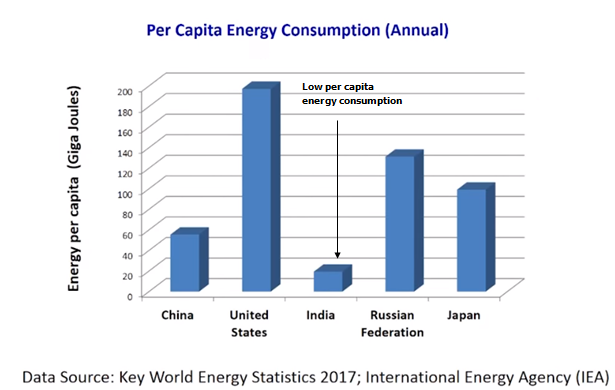 Per Capita Energy Consumption (Annual)
Low per capita
energy consumption
Energy per capita (Giga Joules)
200
180
160
140
120
100
80
60
40
20
0
China
United
States
India
Russian
Federation
Japan
Data Source: Key World Energy Statistics 2017; International Energy Agency (IEA)